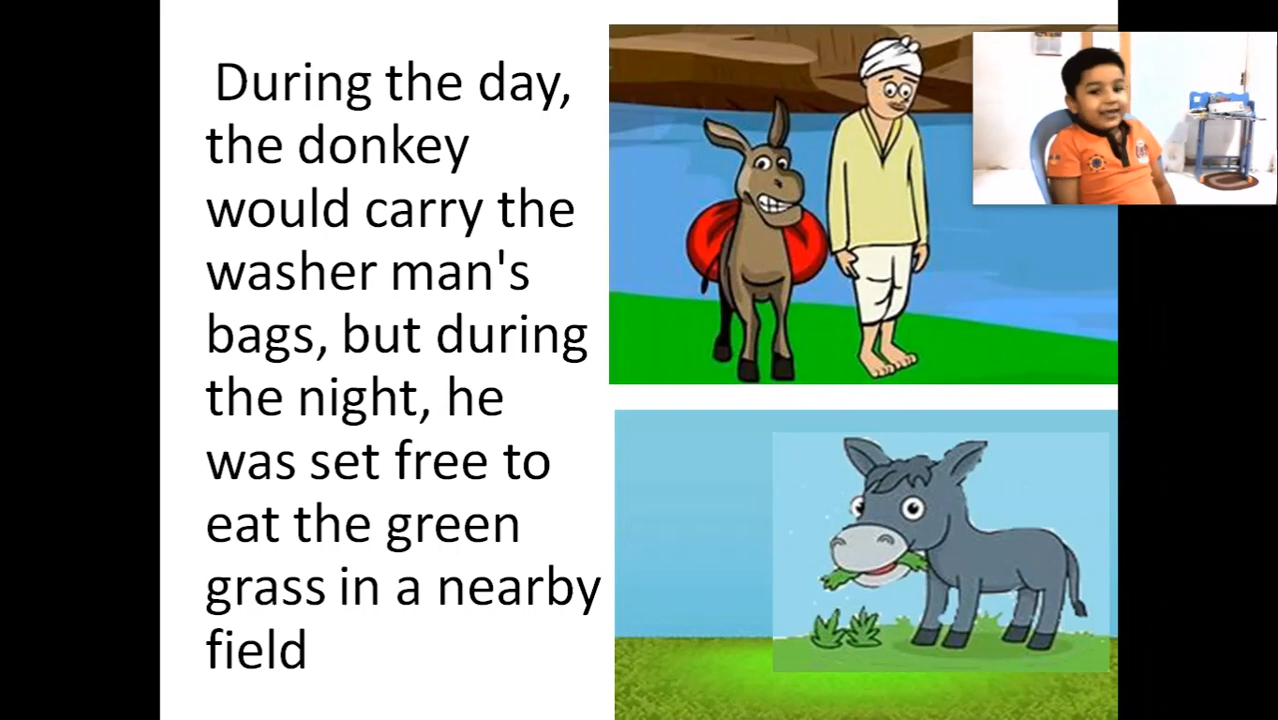 During the day,
the donkey
would carry the
washer man's
bags, but during
the night, he
was set free to
eat the green
grass in a nearby
field